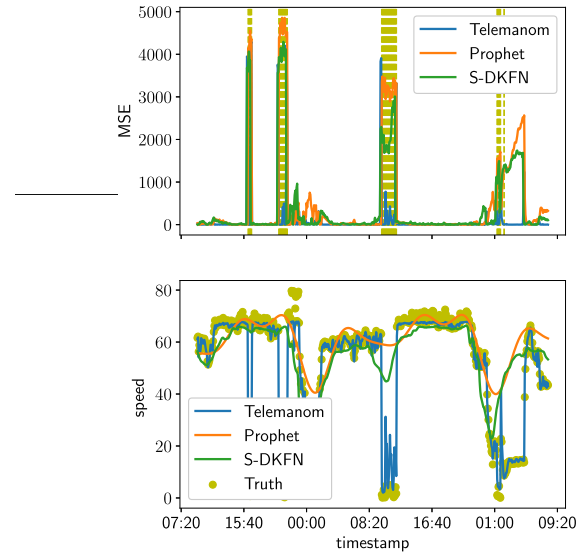 5000
4000
3000
2000
1000
0
MSE
Telemanom
Prophet
S-DKFN
80
60
40
20
0
speed
Telemanom
Prophet
S-DKFN
Truth
07:20 15:40 00:00 08:20 16:40 01:00 09:20
timestamp